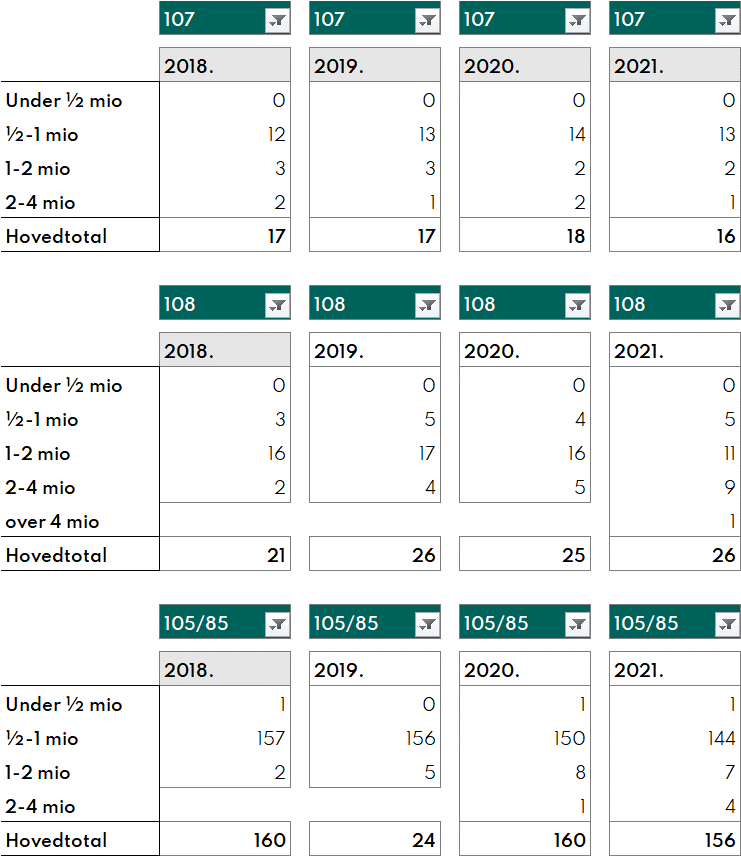 107 107 107 107
2018. 2019. 2020. 2021.
Under ½ mio 0 0 0 0
½-1 mio 12 13 14 13
1-2 mio 3 3 2 2
2-4 mio 2 1 2 1
Hovedtotal 17 17 18 16
108 108 108 108
2018. 2019. 2020. 2021.
Under ½ mio 0 0 0 0
½-1 mio 3 5 4 5
1-2 mio 16 17 16 11
2-4 mio 2 4 5 9
over 4 mio 1
Hovedtotal 21 26 25 26
105/85 105/85 105/85 105/85
2018. 2019. 2020. 2021.
Under ½ mio 1 0 1 1
½-1 mio 157 156 150 144
1-2 mio 2 5 8 7
2-4 mio 1 4
Hovedtotal 160 24 160 156